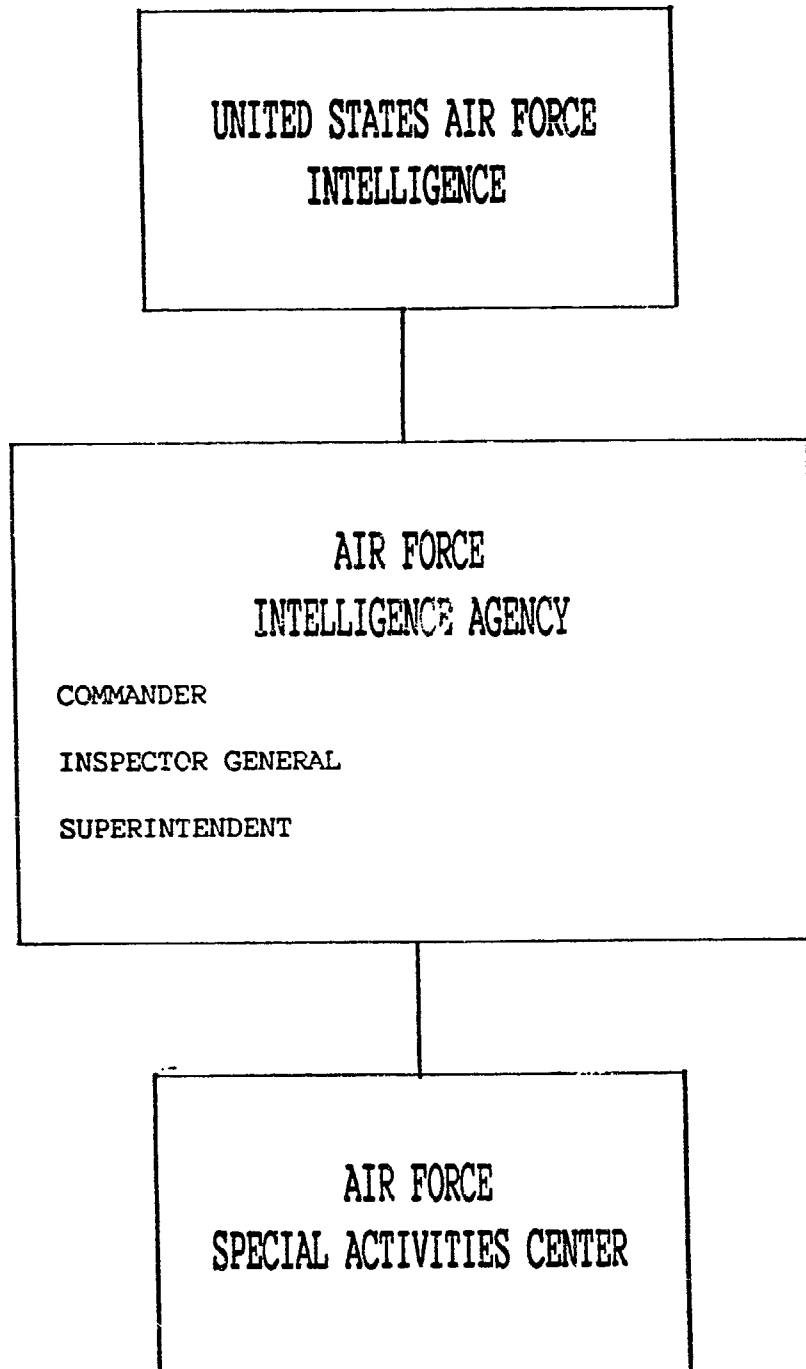 UNITED STATES AIR FORCE
INTELLIGENCE
AIR FORCE
INTELLIGENCE AGENCY
COMMANDER
INSPECTOR GENERAL
SUPERINTENDENT
AIR FORCE
SPECIAL ACTIVITIES CENTER